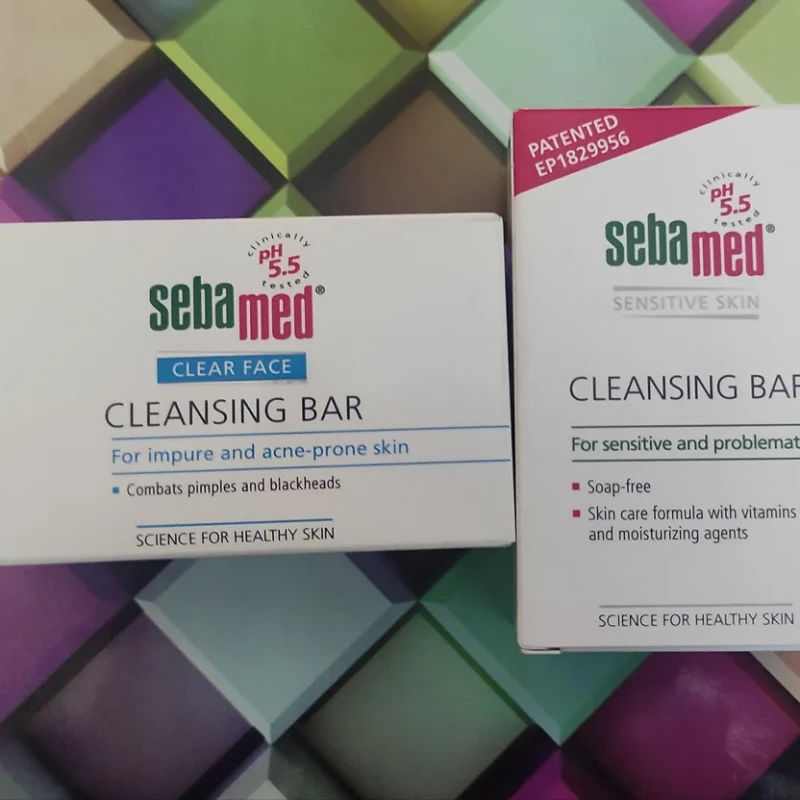 clinically
pH
5.5
tested
sebamed®
CLEAR FACE
CLEANSING BAR
For impure and acne-prone skin
Combats pimples and blackheads
SCIENCE FOR HEALTHY SKIN
PATENTED
EP1829956
clinically
pH
5.5
tested
sebamed®
SENSITIVE SKIN
CLEANSING BAR
For sensitive and problemat
Soap-free
Skin care formula with vitamins
and moisturizing agents
SCIENCE FOR HEALTHY SKIN